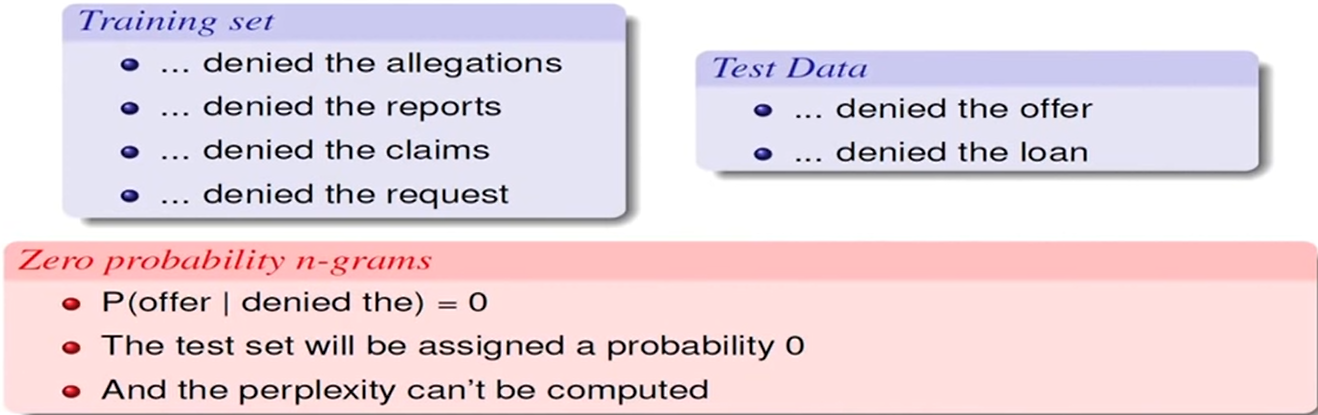 Training set
... denied the allegations
... denied the reports
... denied the claims
... denied the request
Test Data
... denied the offer
... denied the loan
Zero probability n-grams
P(offer | denied the) = 0
The test set will be assigned a probability 0
And the perplexity can't be computed